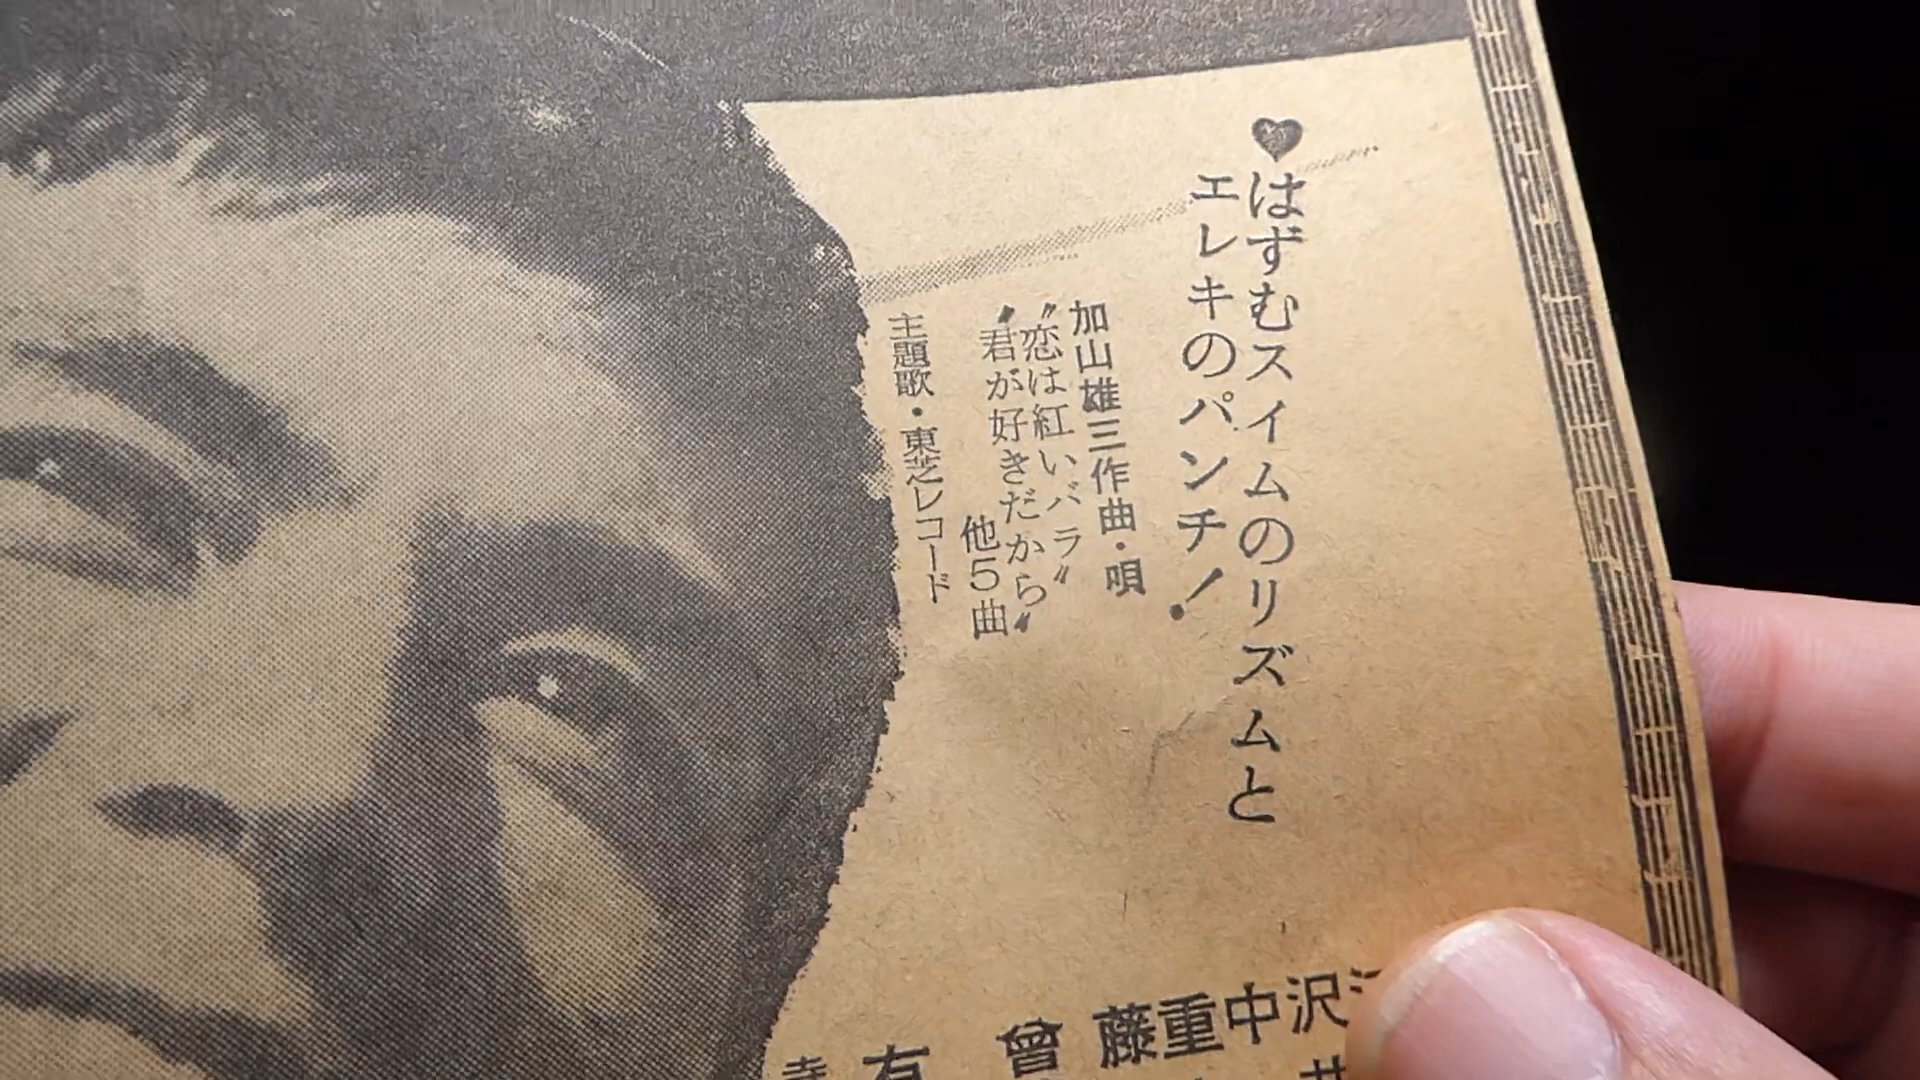 ♥はずむスイムのリズムと
エレキのパンチ!
加山雄三作曲・唄
〝恋は紅いバラ〟
〝君が好きだから〟
他5曲
主題歌・東芝レコード
沢
中
重
藤
曾
有